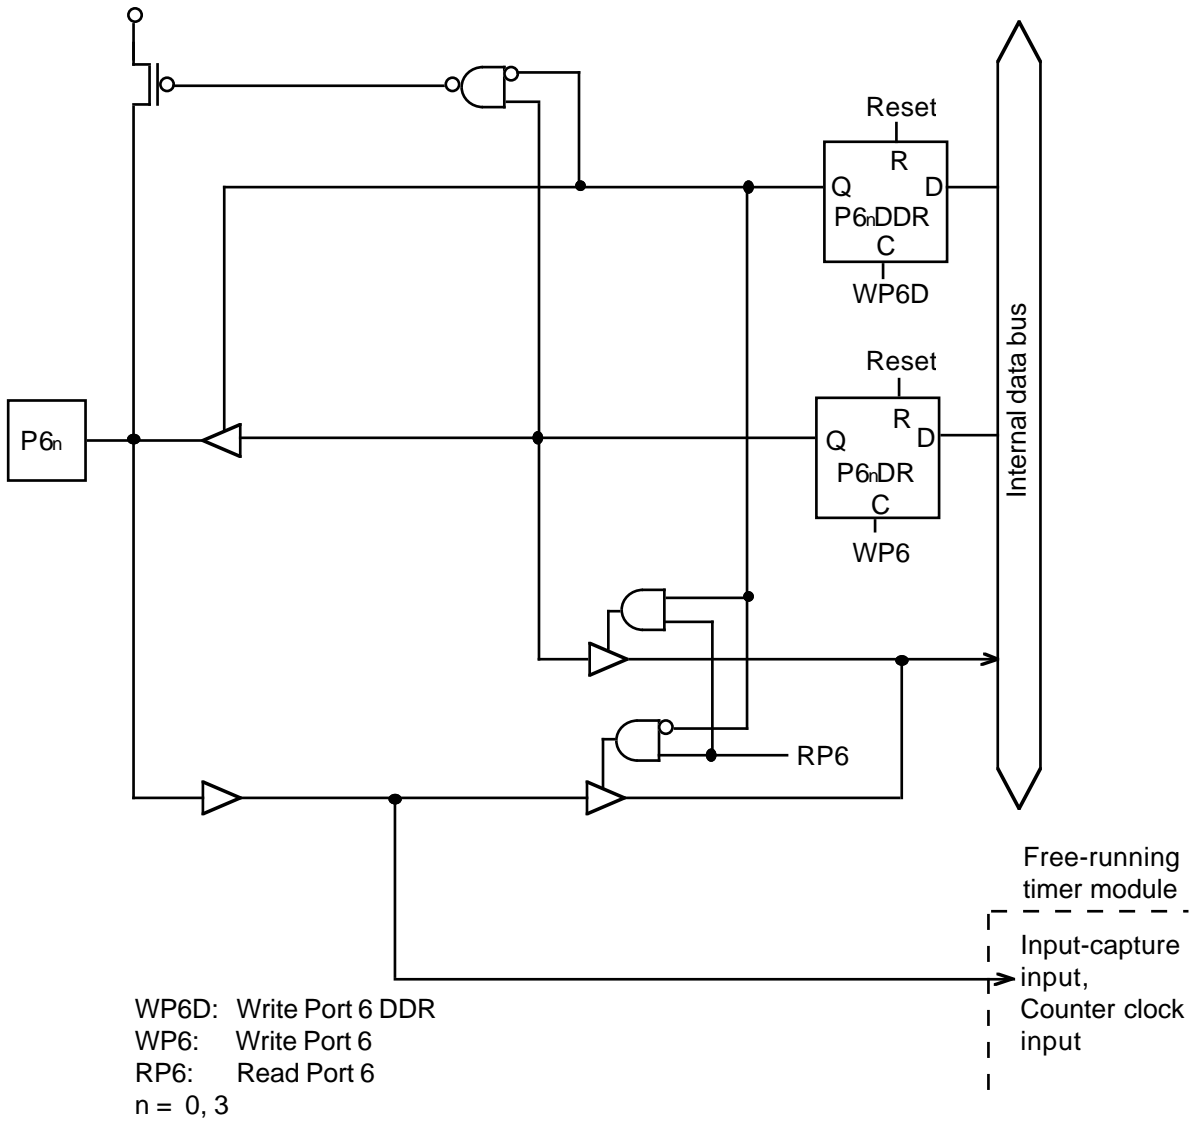 Reset
R
Q D
P6nDDR
C
WP6D
Internal data bus
Reset
R
Q D
P6nDR
C
WP6
P6n
RP6
Free-running
timer module
Input-capture
input,
Counter clock
input
WP6D: Write Port 6 DDR
WP6: Write Port 6
RP6: Read Port 6
n = 0, 3